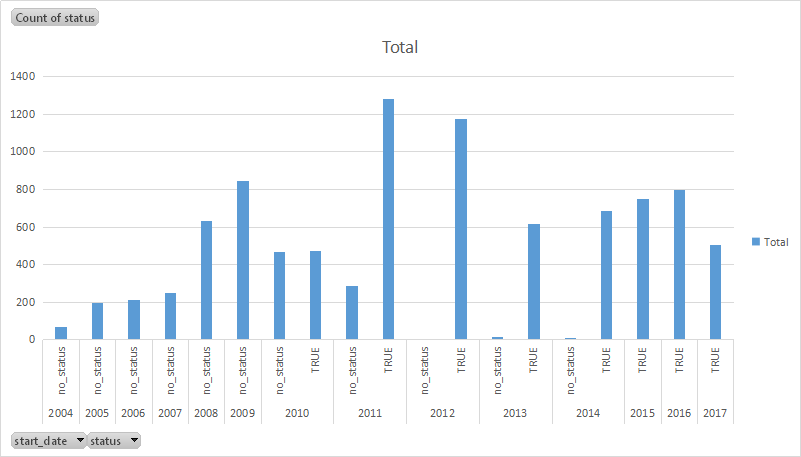 Count of status
Total
1400
1200
1000
800
600
400
200
0
Total
no_status no_status no_status no_status no_status no_status no_status TRUE no_status TRUE no_status TRUE no_status TRUE no_status TRUE TRUE TRUE TRUE
2004 2005 2006 2007 2008 2009 2010 2011 2012 2013 2014 2015 2016 2017
start_date status